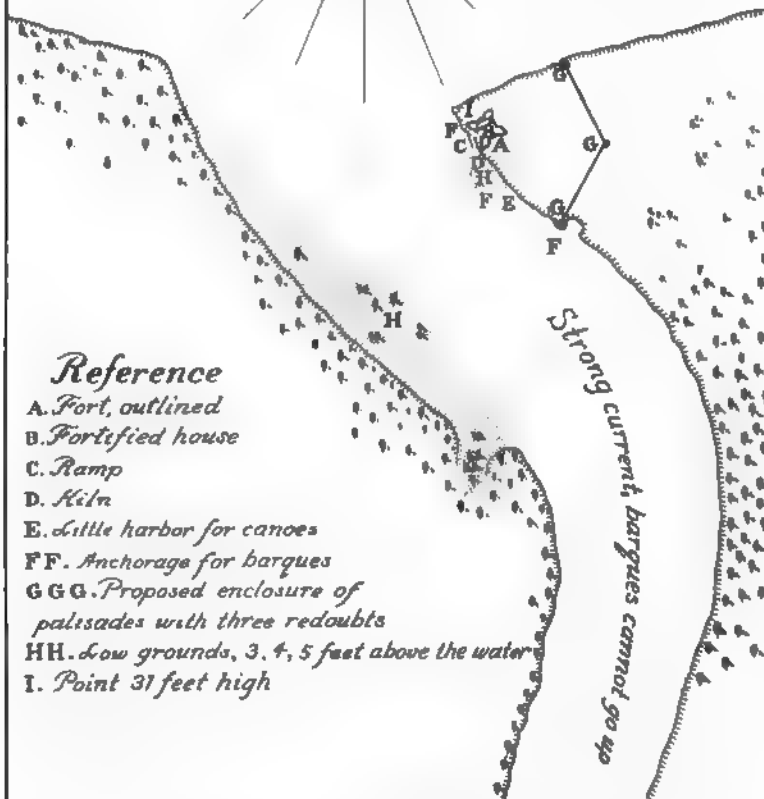 I
G
F
B
C
A
G
D
H
F
E
G
F
H
Strong current, barques cannot go up
Reference
A. Fort, outlined
B. Fortified house
C. Ramp
D. Kiln
E. Little harbor for canoes
FF. Anchorage for barques
GGG. Proposed enclosure of
palisades with three redoubts
HH. Low grounds, 3, 4, 5 feet above the water
I. Point 31 feet high